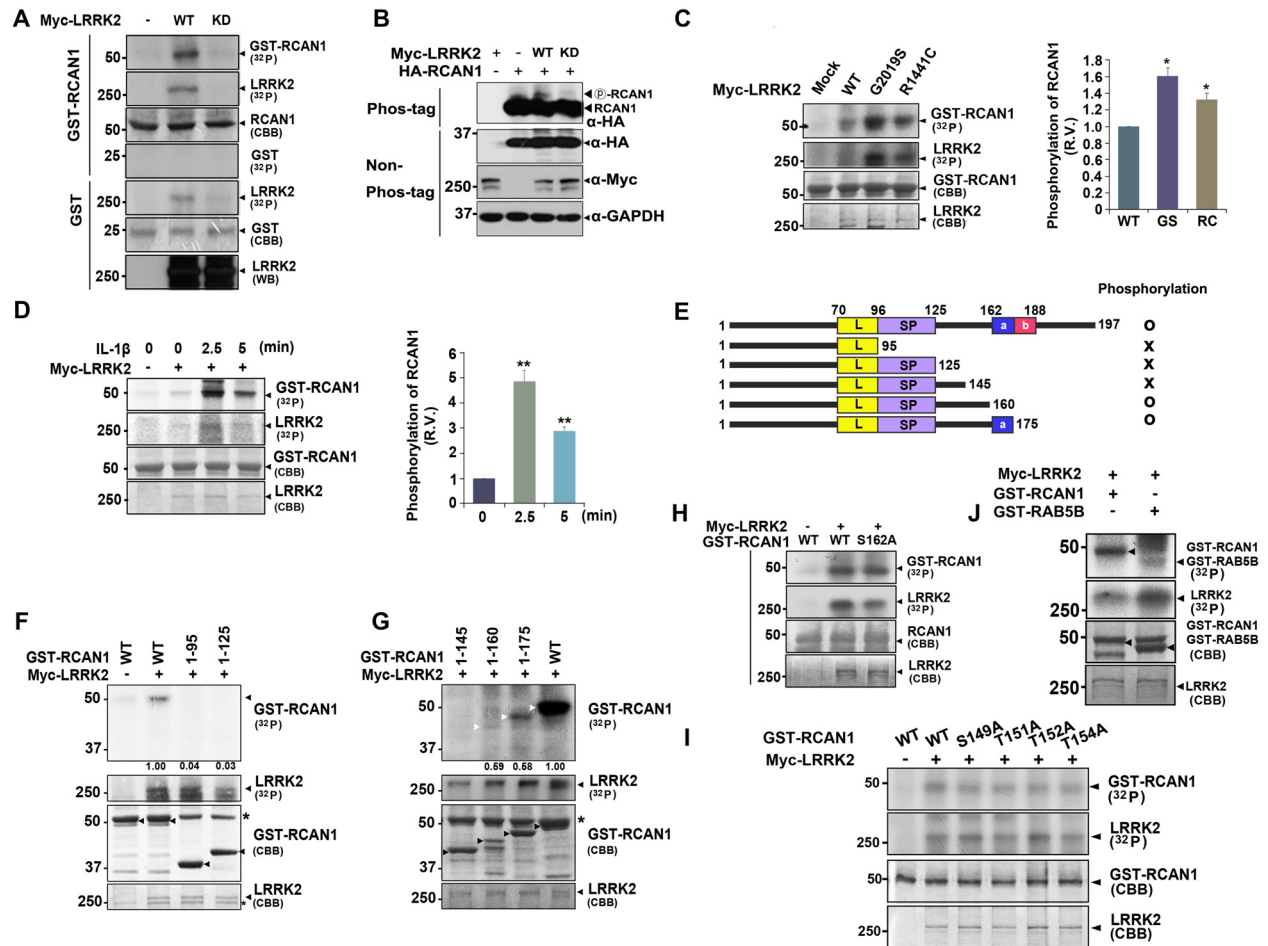 A
Myc-LRRK2 - WT KD
GST-RCAN1
50
GST-RCAN1
(32P)
250
LRRK2
(32P)
50
RCAN1
(CBB)
25
GST
(32P)
GST
250
LRRK2
(32P)
25
GST
(CBB)
250
LRRK2
(WB)
B
Myc-LRRK2 + - WT KD
HA-RCAN1 - + + +
Phos-tag
Ⓟ-RCAN1
RCAN1
α-HA
Non-
Phos-tag
37
α-HA
250
α-Myc
37
α-GAPDH
C
Myc-LRRK2 Mock WT G2019S R1441C
50
GST-RCAN1
(32P)
250
LRRK2
(32P)
50
GST-RCAN1
(CBB)
250
LRRK2
(CBB)
Phosphorylation of RCAN1
(R.V.)
1.8
1.6
1.4
1.2
1.0
0.8
0.6
0.4
0.2
0
* *
WT GS RC
D
IL-1β 0 0 2.5 5 (min)
Myc-LRRK2 - + + +
50
GST-RCAN1
(32P)
250
LRRK2
(32P)
50
GST-RCAN1
(CBB)
250
LRRK2
(CBB)
Phosphorylation of RCAN1
(R.V.)
6
5
4
3
2
1
0
** **
0 2.5 5 (min)
E
Phosphorylation
70 96 125 162 188
1 L SP a b 197 O
1 L 95 X
1 L SP 125 X
1 L SP 145 X
1 L SP 160 O
1 L SP a 175 O
F
GST-RCAN1 WT WT 1-95 1-125
Myc-LRRK2 - + + +
50
37
GST-RCAN1
(32P)
1.00 0.04 0.03
250
LRRK2
(32P)
*
50
37
GST-RCAN1
(CBB)
250
LRRK2
(CBB)
*
G
GST-RCAN1 1-145 1-160 1-175 WT
Myc-LRRK2 + + + +
50
37
GST-RCAN1
(32P)
0.59 0.58 1.00
250
LRRK2
(32P)
*
50
37
GST-RCAN1
(CBB)
250
LRRK2
(CBB)
H
Myc-LRRK2 - + +
GST-RCAN1 WT WT S162A
50
GST-RCAN1
(32P)
250
LRRK2
(32P)
50
RCAN1
(CBB)
250
LRRK2
(CBB)
J
Myc-LRRK2 + +
GST-RCAN1 + -
GST-RAB5B - +
50
GST-RCAN1
GST-RAB5B
(32P)
250
LRRK2
(32P)
50
GST-RCAN1
GST-RAB5B
(CBB)
250
LRRK2
(CBB)
I
GST-RCAN1 WT WT S149A T151A T152A T154A
Myc-LRRK2 - + + + + +
50
GST-RCAN1
(32P)
250
LRRK2
(32P)
50
GST-RCAN1
(CBB)
250
LRRK2
(CBB)